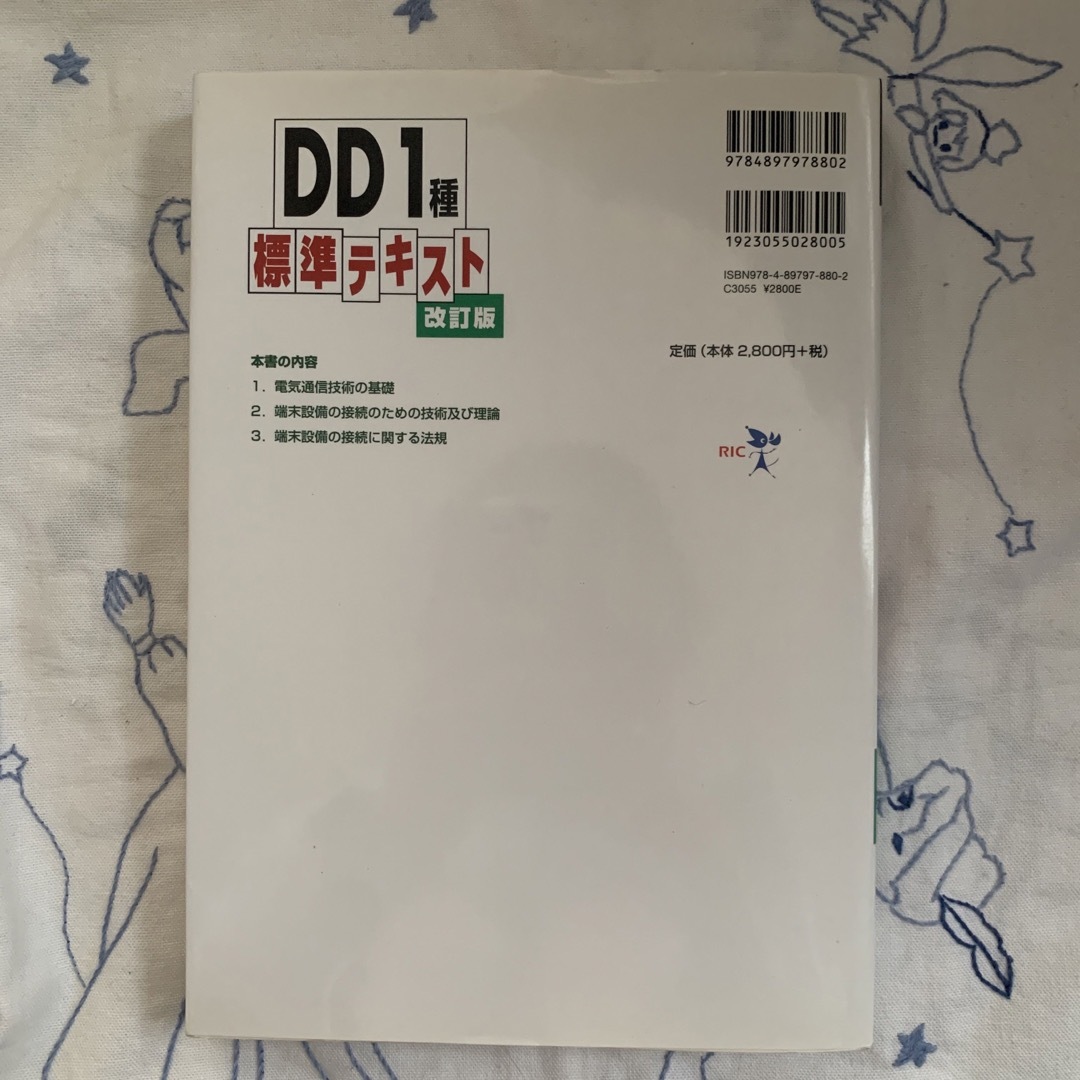 DD1種
標準テキスト
改訂版
本書の内容
1. 電気通信技術の基礎
2. 端末設備の接続のための技術及び理論
3. 端末設備の接続に関する法規
9784897978802
1923055028005
ISBN978-4-89797-880-2
C3055 ¥2800E
定価(本体 2,800円+税)
RIC